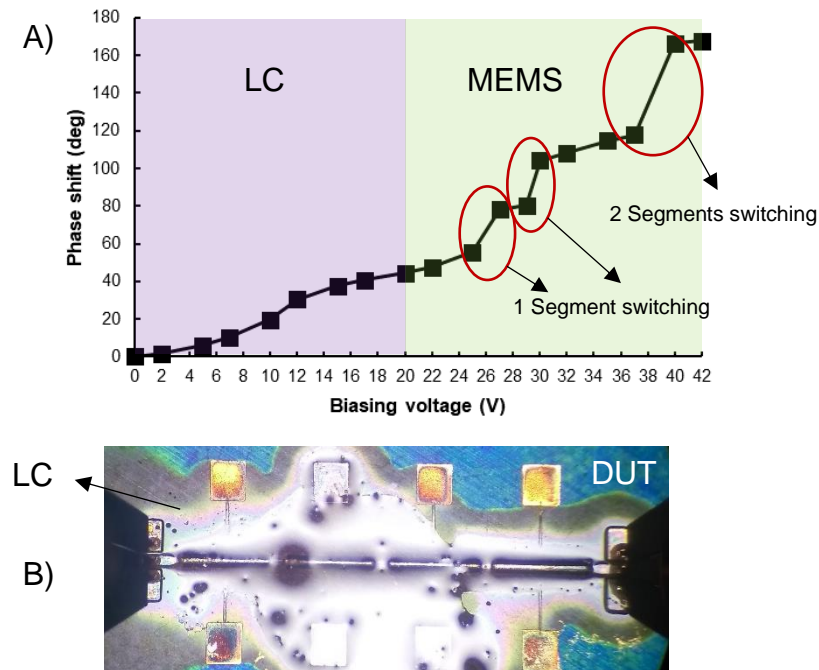 A)
180
160
140
120
100
80
60
40
20
0
Phase shift (deg)
LC
MEMS
2 Segments switching
1 Segment switching
0 2 4 6 8 10 12 14 16 18 20 22 24 26 28 30 32 34 36 38 40 42
Biasing voltage (V)
LC
DUT
B)